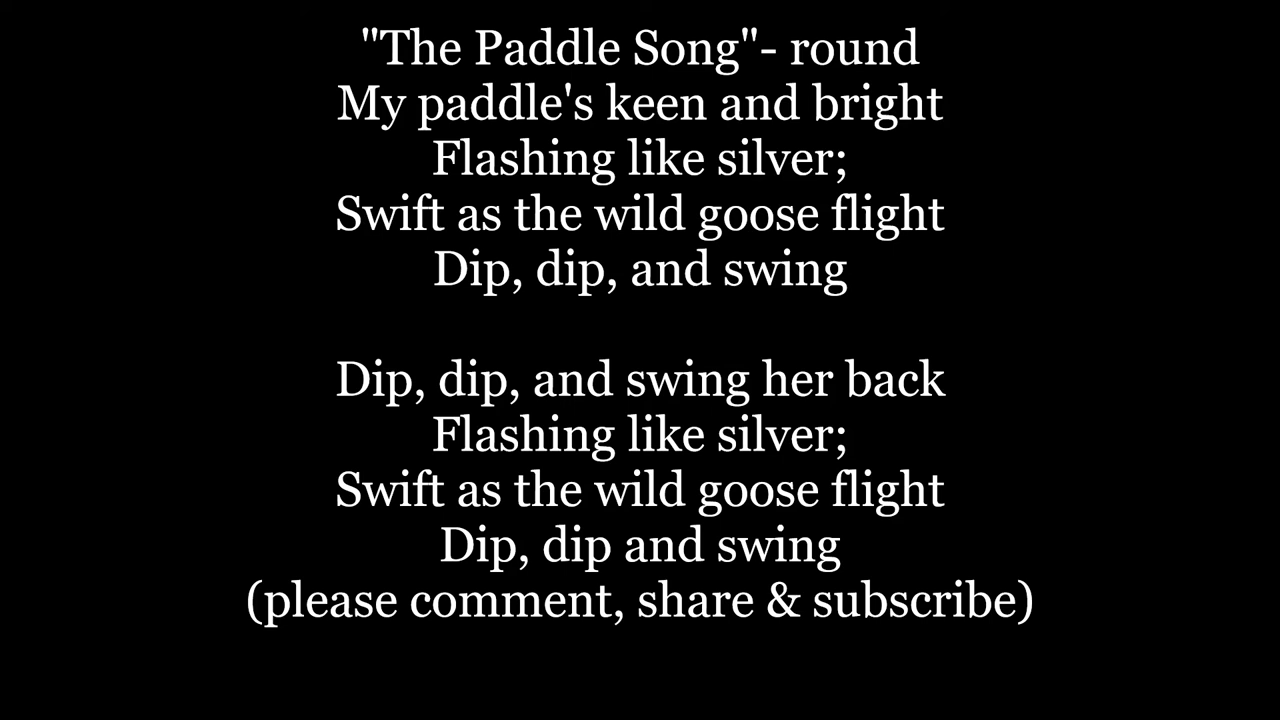 "The Paddle Song"- round
My paddle's keen and bright
Flashing like silver;
Swift as the wild goose flight
Dip, dip, and swing
Dip, dip, and swing her back
Flashing like silver;
Swift as the wild goose flight
Dip, dip and swing
(please comment, share & subscribe)